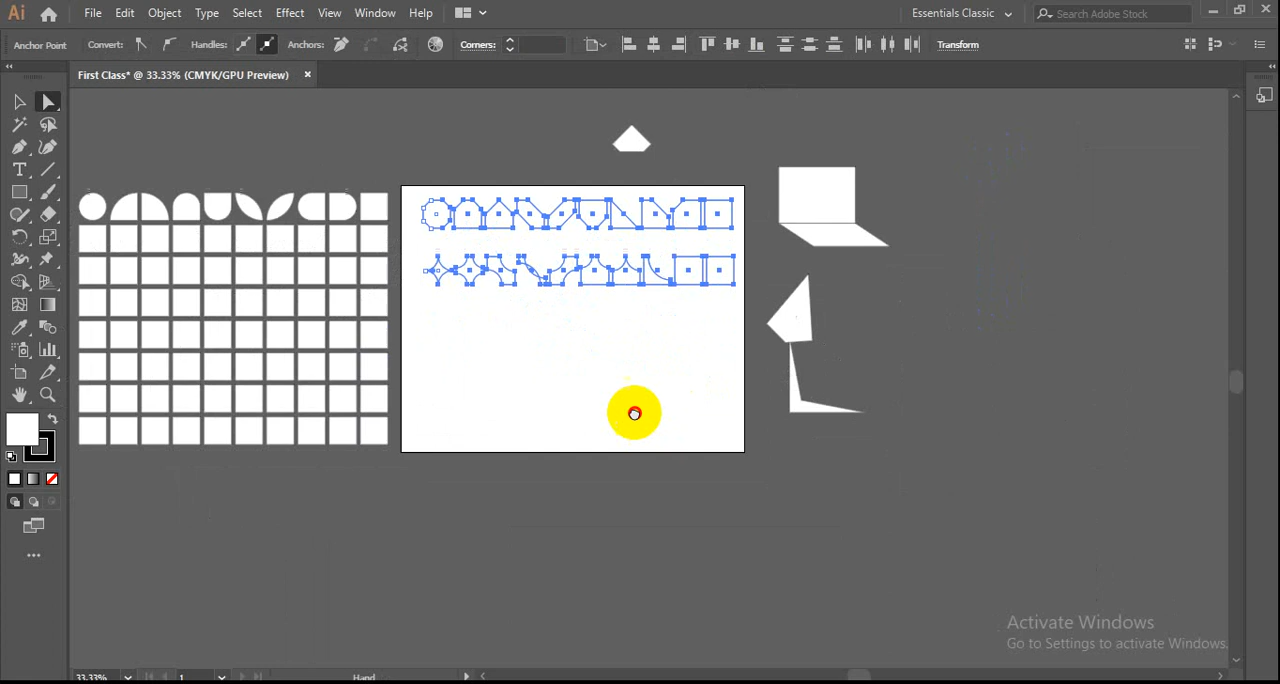 Ai File Edit Object Type Select Effect View Window Help Essentials Classic Search Adobe Stock
Anchor Point Convert: Handles: Anchors: Corners: Transform
First Class* @ 33.33% (CMYK/GPU Preview) ×
T
Activate Windows
Go to Settings to activate Windows.
33.33% 1 Hand